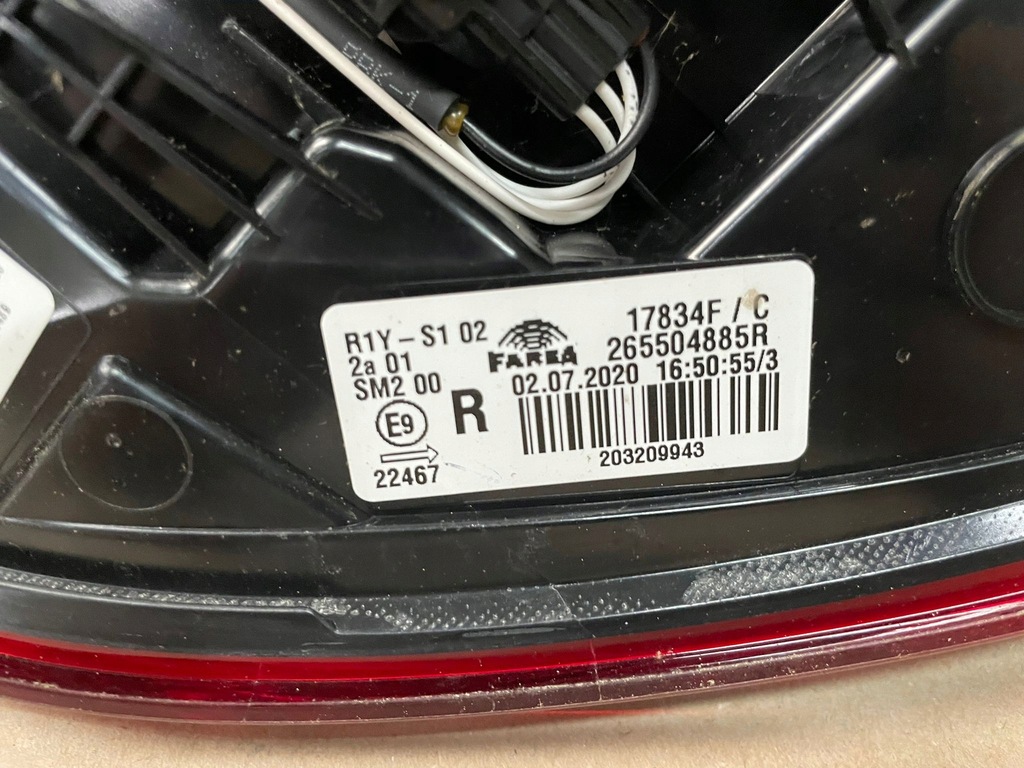 R1Y-S1 02
2a 01
SM2 00
E9
22467
FARBA
R
17834F / C
265504885R
02.07.2020 16:50:55/3
203209943